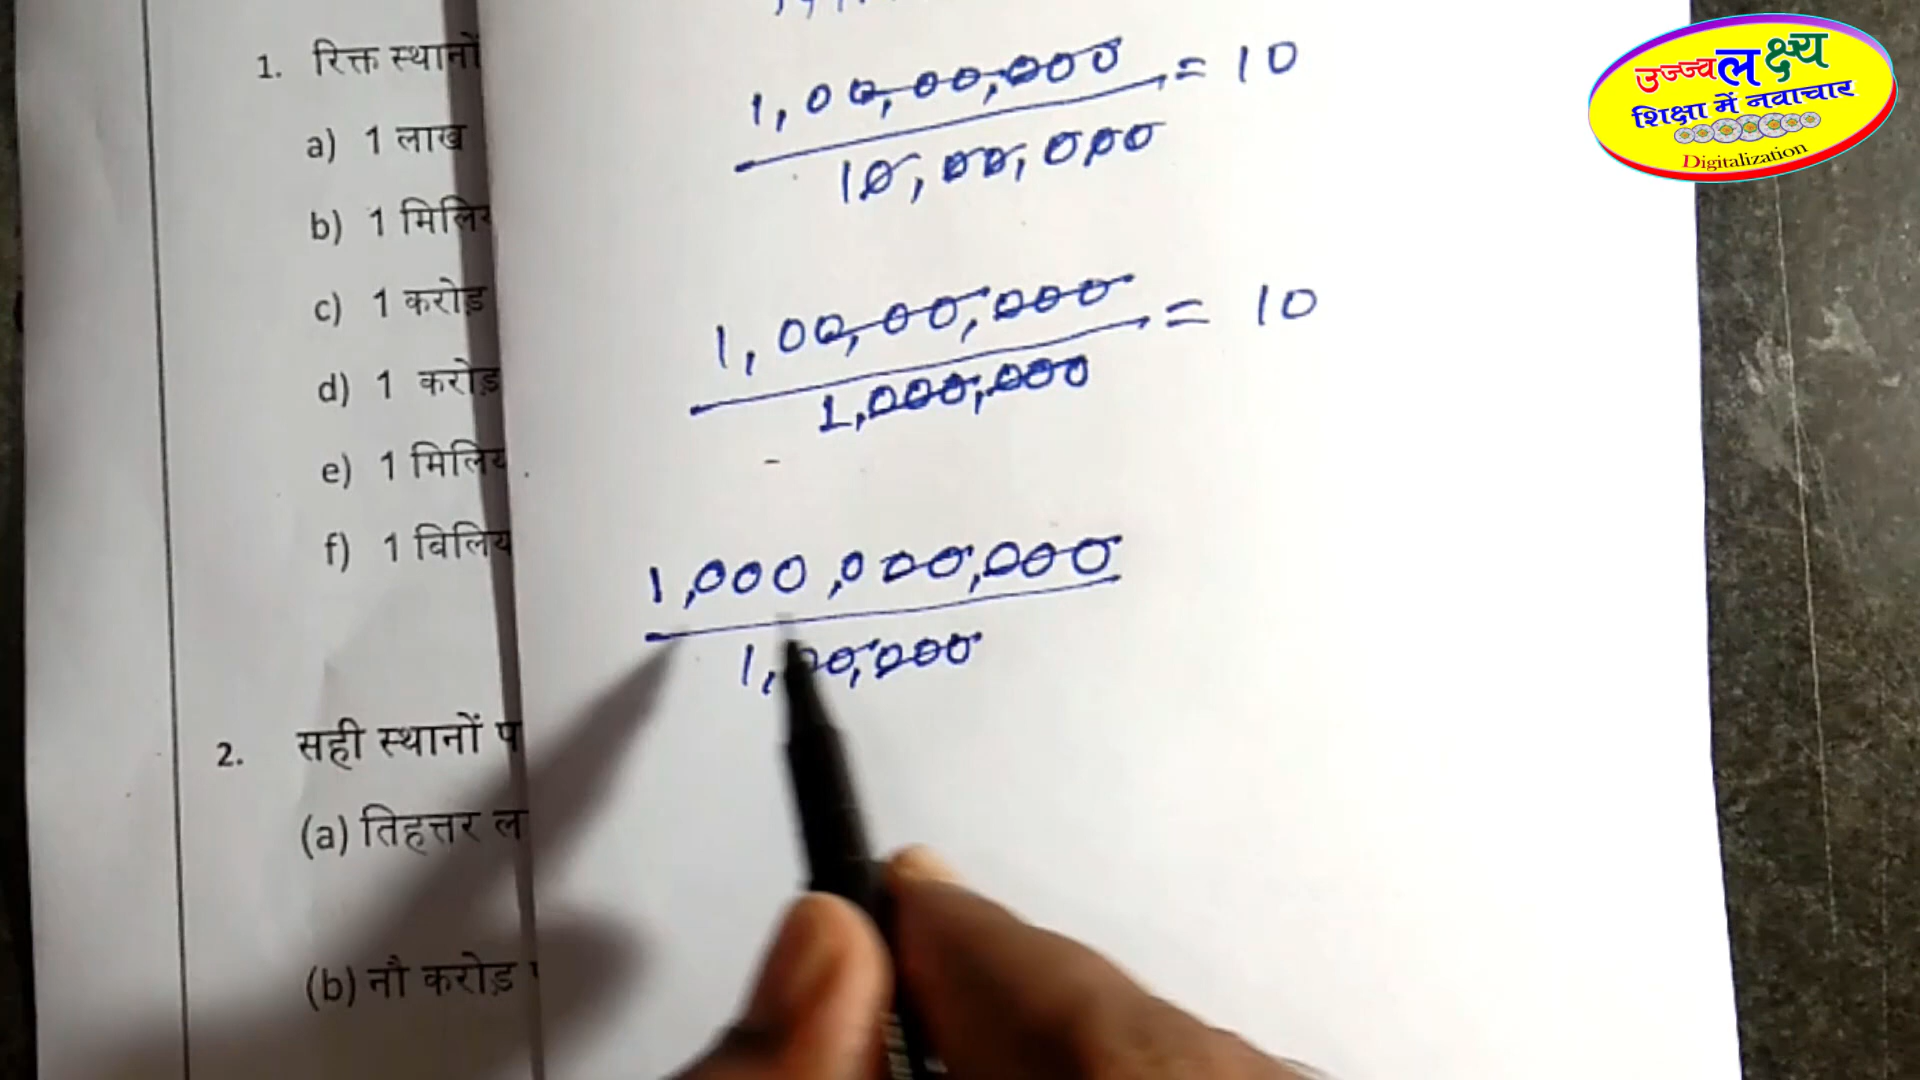 1. रिक्त स्थानों
a) 1 लाख
b) 1
c) 1 करोड़
d) 1 करोड़
e) 1
f) 1
2. सही स्थानों
(a) तिहत्तर
(b) नौ करोड़
1,00,00,000 = 10
10,00,000
1,00,00,000 = 10
1,000,000
1,000,000,000
1,00,000
उज्ज्वल लक्ष्य
शिक्षा में नवाचार
Digitalization